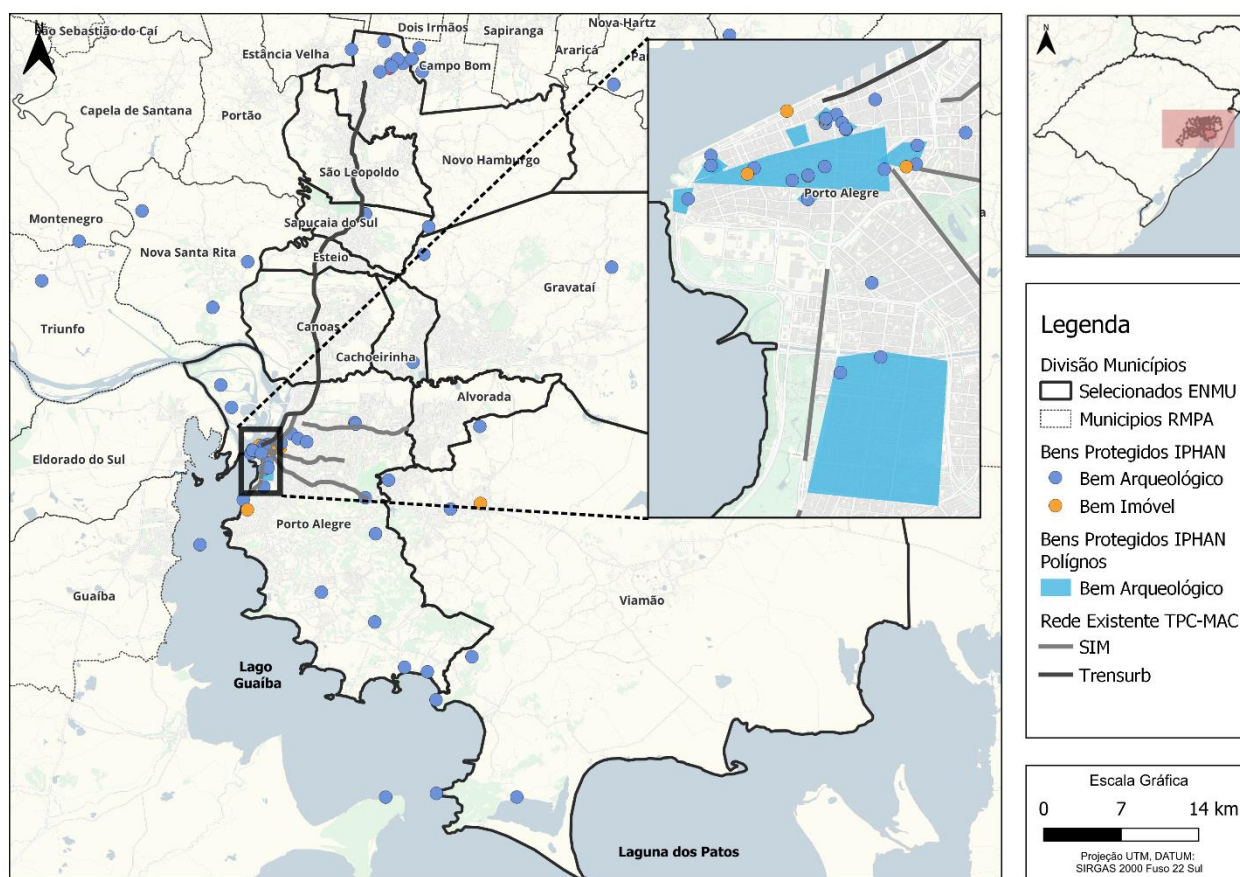 N
São Sebastião do Caí
Dois Irmãos
Nova Hartz
Sapiranga
Estância Velha
Araricá
Campo Bom
Capela de Santana
Portão
Novo Hamburgo
São Leopoldo
Montenegro
Sapucaia do Sul
Nova Santa Rita
Esteio
Gravataí
Triunfo
Canoas
Cachoeirinha
Alvorada
Eldorado do Sul
Porto Alegre
Guaíba
Viamão
Lago
Guaíba
Laguna dos Patos
Porto Alegre
N
Legenda
Divisão Municípios
Selecionados ENMU
Municipios RMPA
Bens Protegidos IPHAN
Bem Arqueológico
Bem Imóvel
Bens Protegidos IPHAN
Polígnos
Bem Arqueológico
Rede Existente TPC-MAC
SIM
Trensurb
Escala Gráfica
0 7 14 km
Projeção UTM, DATUM:
SIRGAS 2000 Fuso 22 Sul